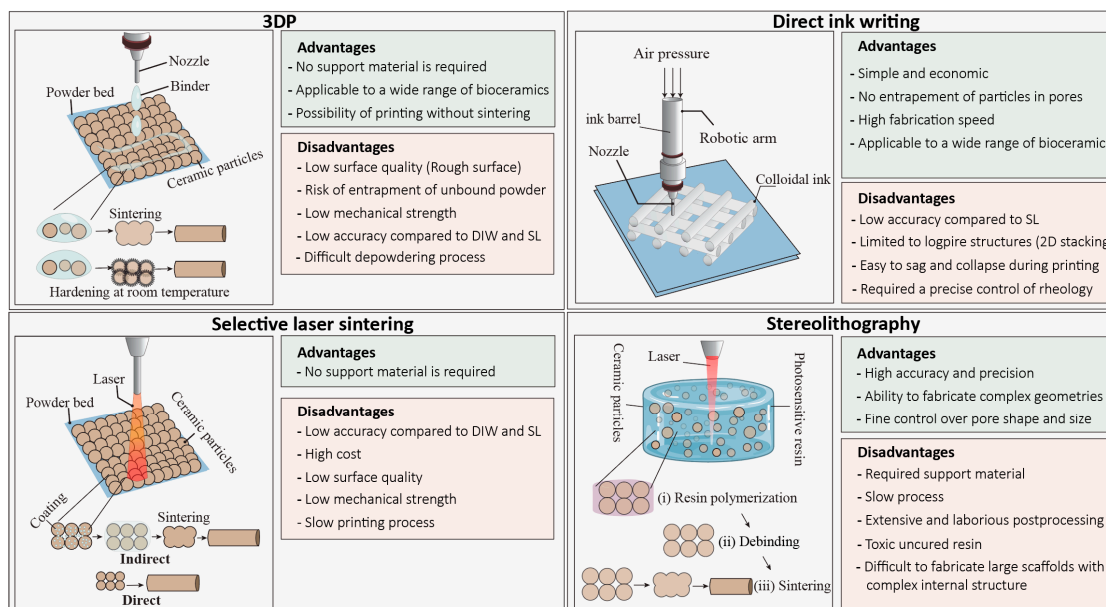 3DP
Nozzle
Binder
Powder bed
Ceramic particles
Sintering
Hardening at room temperature
Advantages
- No support material is required
- Applicable to a wide range of bioceramics
- Possibility of printing without sintering
Disadvantages
- Low surface quality (Rough surface)
- Risk of entrapment of unbound powder
- Low mechanical strength
- Low accuracy compared to DIW and SL
- Difficult depowdering process
Direct ink writing
Air pressure
ink barrel
Robotic arm
Nozzle
Colloidal ink
Advantages
- Simple and economic
- No entrapement of particles in pores
- High fabrication speed
- Applicable to a wide range of bioceramic
Disadvantages
- Low accuracy compared to SL
- Limited to logpire structures (2D stacking
- Easy to sag and collapse during printing
- Required a precise control of rheology
Selective laser sintering
Laser
Powder bed
Ceramic particles
Coating
Sintering
Indirect
Direct
Advantages
- No support material is required
Disadvantages
- Low accuracy compared to DIW and SL
- High cost
- Low surface quality
- Low mechanical strength
- Slow printing process
Stereolithography
Laser
Ceramic
particles
Photosensitive resin
(i) Resin polymerization
(ii) Debinding
(iii) Sintering
Advantages
- High accuracy and precision
- Ability to fabricate complex geometries
- Fine control over pore shape and size
Disadvantages
- Required support material
- Slow process
- Extensive and laborious postprocessing
- Toxic uncured resin
- Difficult to fabricate large scaffolds with
complex internal structure